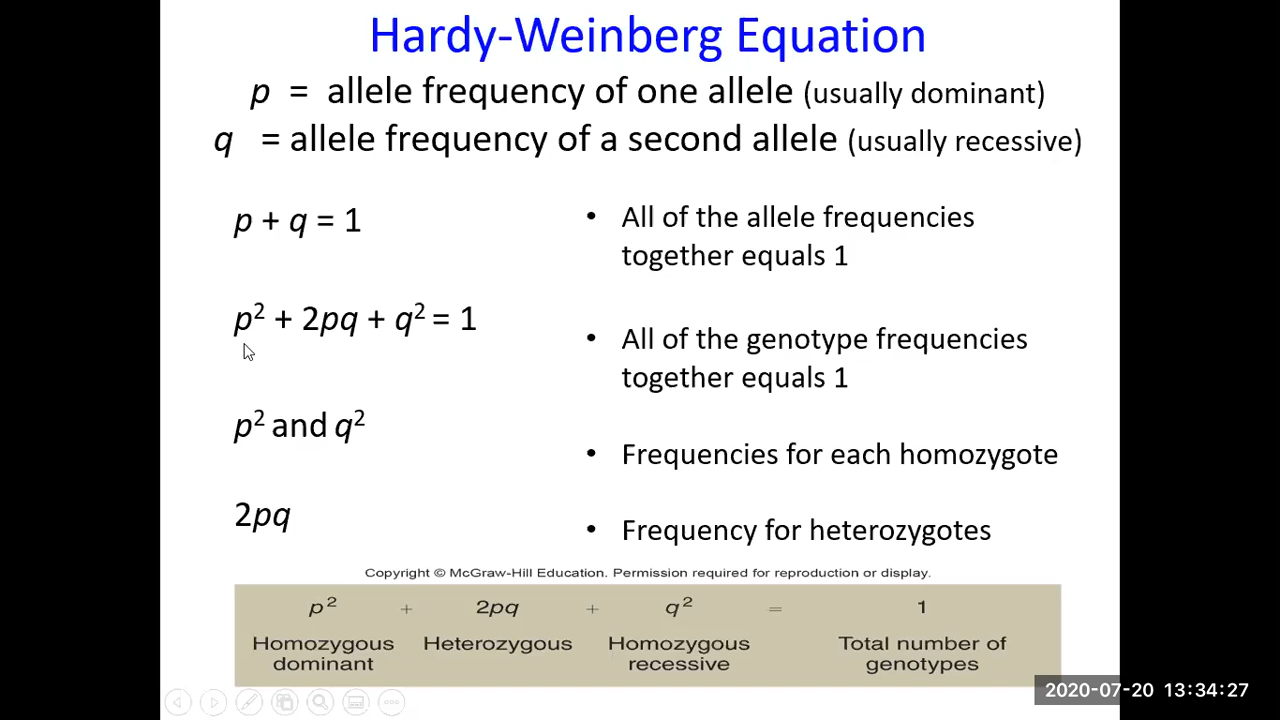 Hardy-Weinberg Equation
p = allele frequency of one allele (usually dominant)
q = allele frequency of a second allele (usually recessive)
p + q = 1
• All of the allele frequencies
together equals 1
p² + 2pq + q² = 1
• All of the genotype frequencies
together equals 1
p² and q²
• Frequencies for each homozygote
2pq
• Frequency for heterozygotes
Copyright © McGraw-Hill Education. Permission required for reproduction or display.
p² + 2pq + q² = 1
Homozygous dominant Heterozygous Homozygous recessive Total number of genotypes
2020-07-20 13:34:27